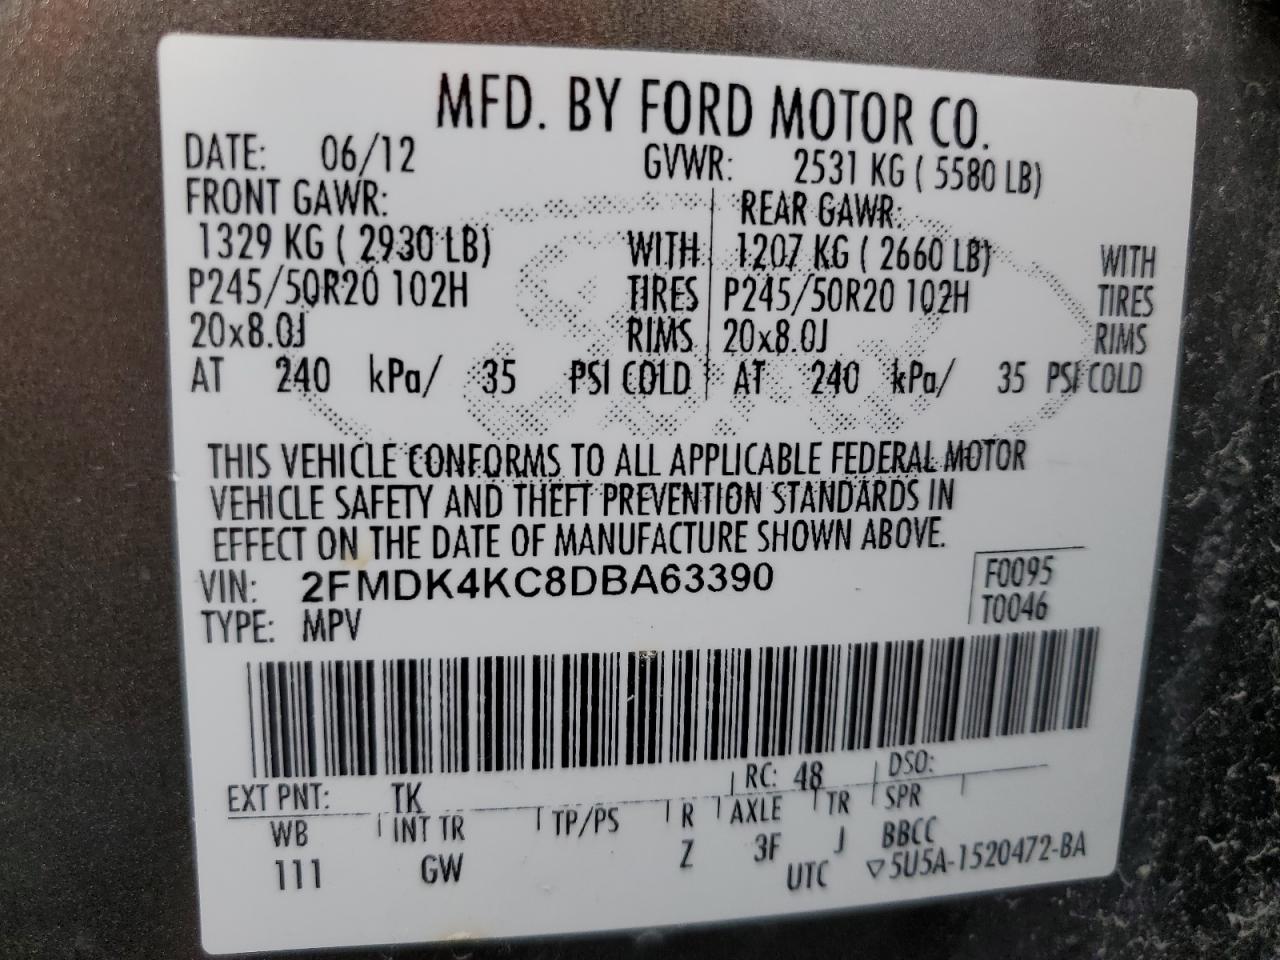 MFD. BY FORD MOTOR CO.
DATE: 06/12 GVWR: 2531 KG ( 5580 LB)
FRONT GAWR: REAR GAWR:
1329 KG ( 2930 LB) WITH 1207 KG ( 2660 LB) WITH
P245/50R20 102H TIRES P245/50R20 102H TIRES
20x8.0J RIMS 20x8.0J RIMS
AT 240 kPa/ 35 PSI COLD AT 240 kPa/ 35 PSI COLD
THIS VEHICLE CONFORMS TO ALL APPLICABLE FEDERAL MOTOR
VEHICLE SAFETY AND THEFT PREVENTION STANDARDS IN
EFFECT ON THE DATE OF MANUFACTURE SHOWN ABOVE.
VIN: 2FMDK4KC8DBA63390 F0095
TYPE: MPV T0046
EXT PNT: TK RC: 48 DSO:
WB INT TR TP/PS R AXLE TR SPR
111 GW Z 3F J BBCC
UTC ▽5U5A-1520472-BA